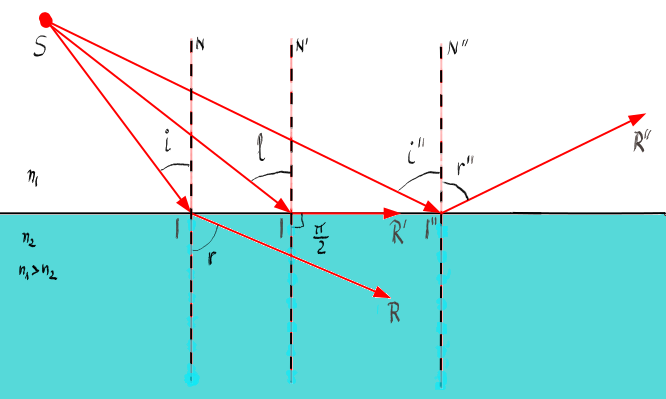 S
N
N'
N"
i
l
i"
r"
R"
n₁
I
I
R'
I"
π/2
n₂
r
n₁>n₂
R